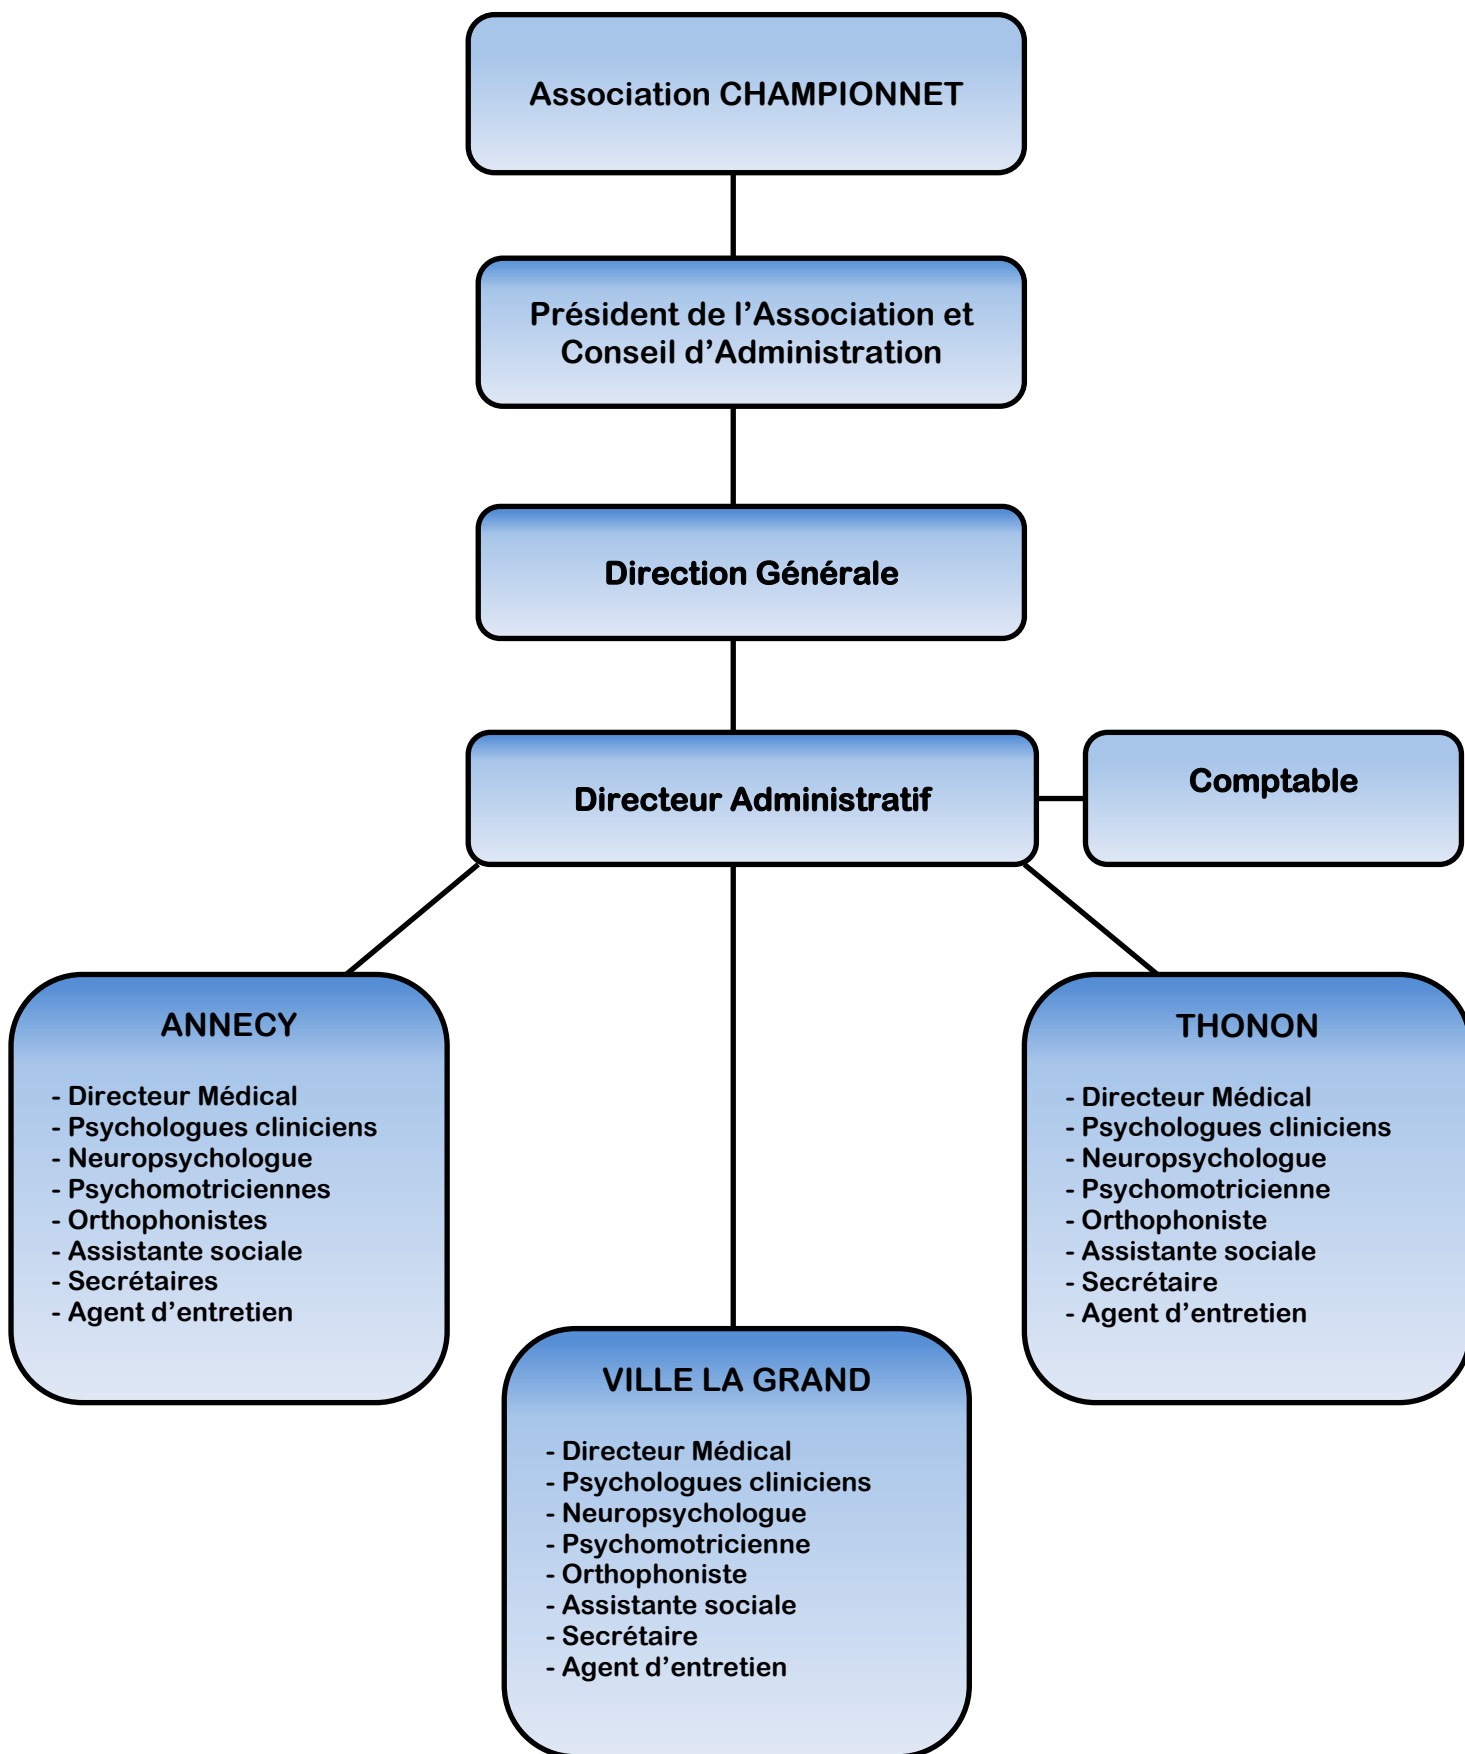 Association CHAMPIONNET
Président de l’Association et
Conseil d’Administration
Direction Générale
Directeur Administratif
Comptable
ANNECY
- Directeur Médical
- Psychologues cliniciens
- Neuropsychologue
- Psychomotriciennes
- Orthophonistes
- Assistante sociale
- Secrétaires
- Agent d’entretien
THONON
- Directeur Médical
- Psychologues cliniciens
- Neuropsychologue
- Psychomotricienne
- Orthophoniste
- Assistante sociale
- Secrétaire
- Agent d’entretien
VILLE LA GRAND
- Directeur Médical
- Psychologues cliniciens
- Neuropsychologue
- Psychomotricienne
- Orthophoniste
- Assistante sociale
- Secrétaire
- Agent d’entretien